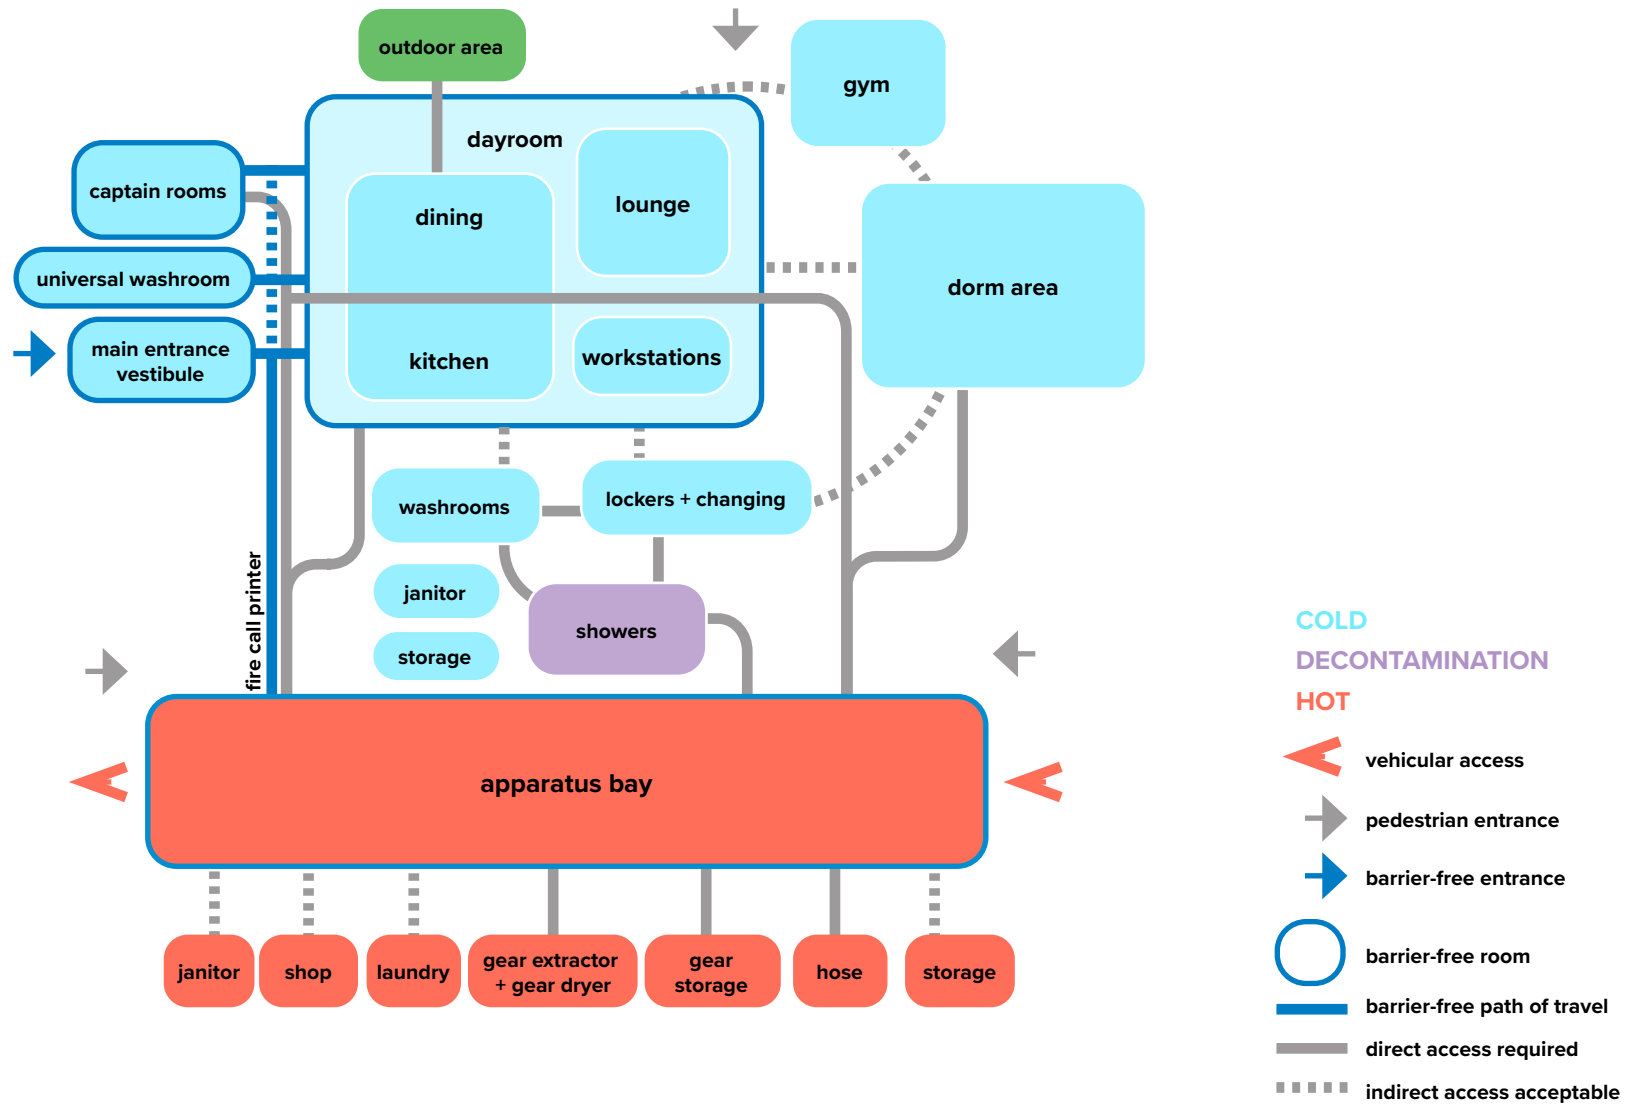 outdoor area
gym
dayroom
captain rooms
lounge
dining
universal washroom
dorm area
main entrance
vestibule
kitchen
workstations
washrooms
lockers + changing
fire call printer
janitor
showers
storage
apparatus bay
janitor
shop
laundry
gear extractor
+ gear dryer
gear
storage
hose
storage
COLD
DECONTAMINATION
HOT
vehicular access
pedestrian entrance
barrier-free entrance
barrier-free room
barrier-free path of travel
direct access required
indirect access acceptable